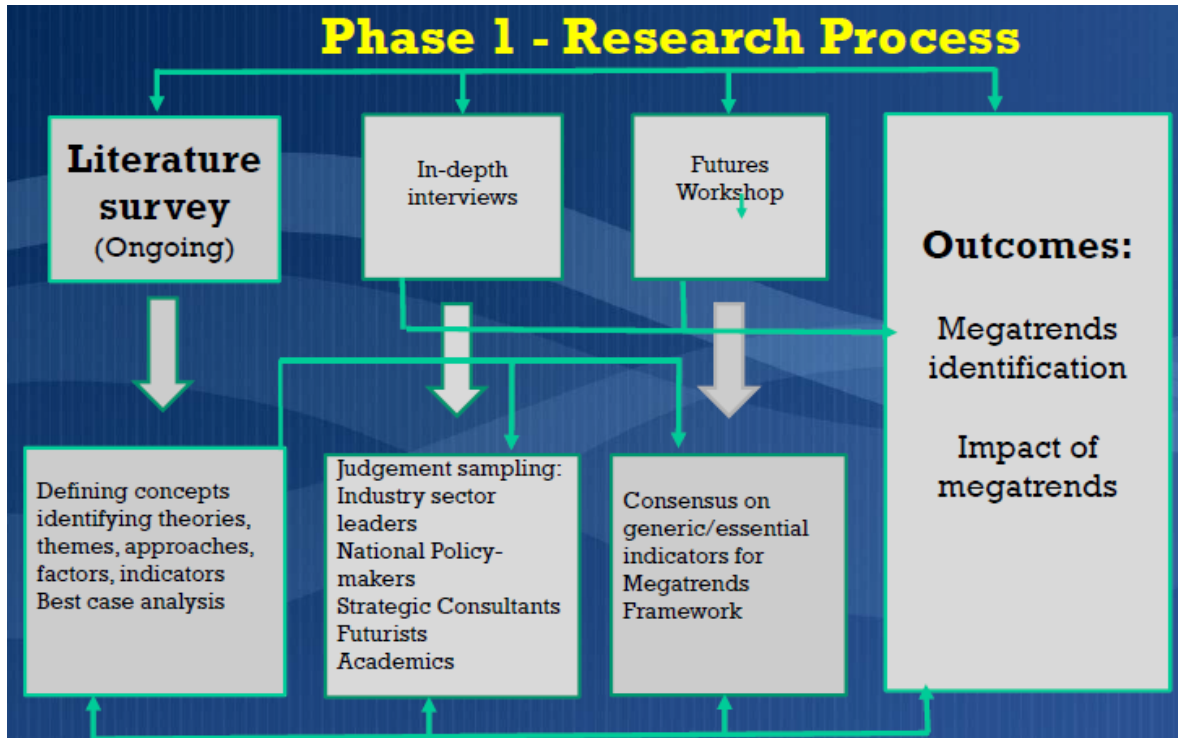 Phase 1 - Research Process
Literature
survey
(Ongoing)
In-depth
interviews
Futures
Workshop
Outcomes:
Megatrends
identification
Impact of
megatrends
Defining concepts
identifying theories,
themes, approaches,
factors, indicators
Best case analysis
Judgement sampling:
Industry sector
leaders
National Policy-
makers
Strategic Consultants
Futurists
Academics
Consensus on
generic/essential
indicators for
Megatrends
Framework